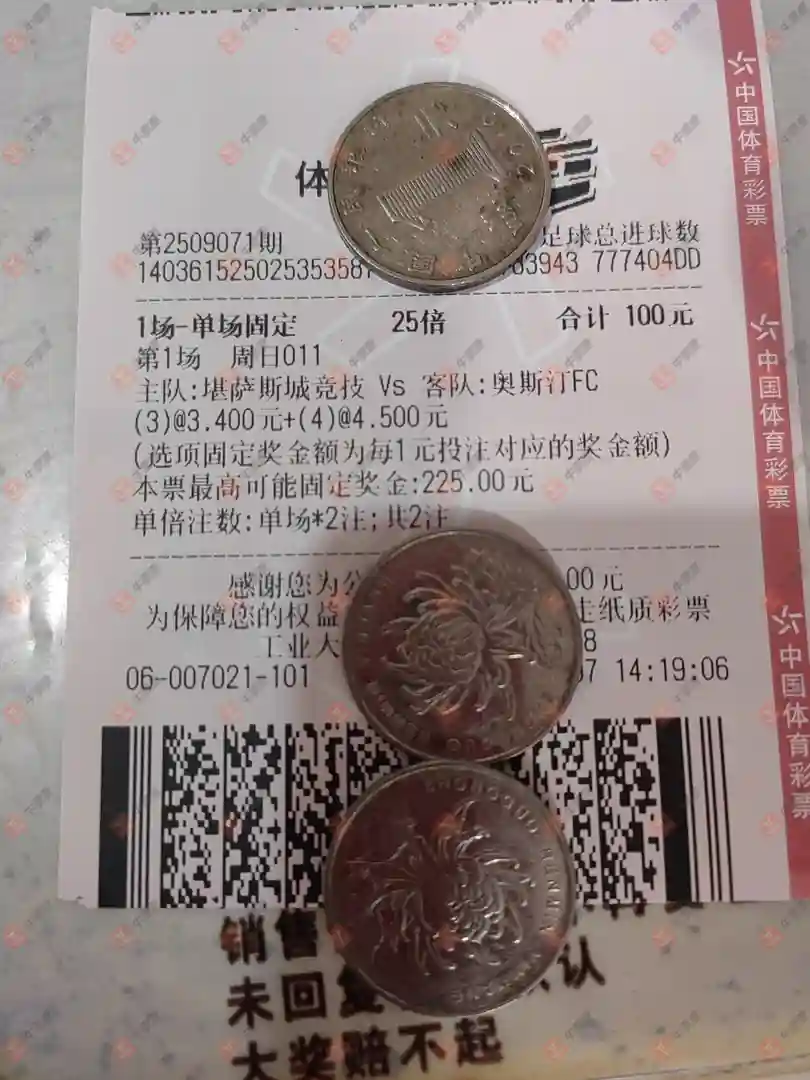 体
第2509071期 足球总进球数
14036152502535358 83943 777404DD
1场-单场固定 25倍 合计 100元
第1场 周日011
主队:堪萨斯城竞技 Vs 客队:奥斯汀FC
(3)@3.400元+(4)@4.500元
(选项固定奖金额为每1元投注对应的奖金额)
本票最高可能固定奖金:225.00元
单倍注数:单场*2注;共2注
感谢您为公 00元
为保障您的权益 走纸质彩票
工业大 8
06-007021-101 07 14:19:06
销售
未回复 认
大奖赔不起
中国体育彩票
中国体育彩票
中国体育彩票